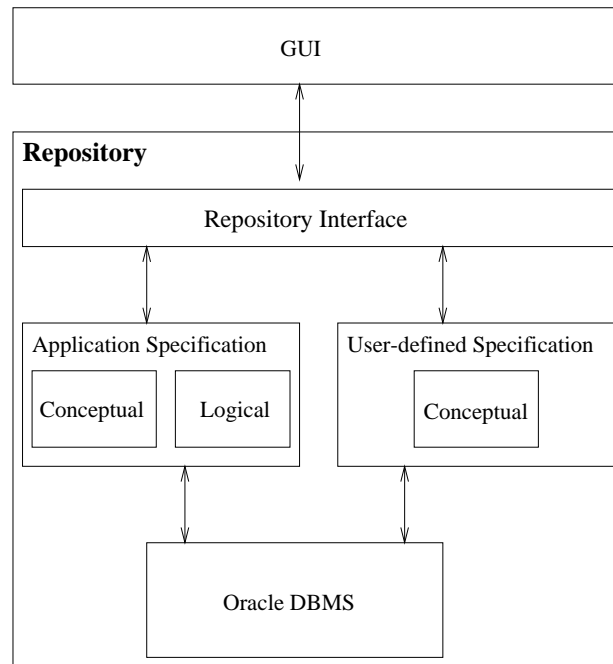 GUI
Repository
Repository Interface
Application Specification
User-defined Specification
Conceptual
Logical
Conceptual
Oracle DBMS